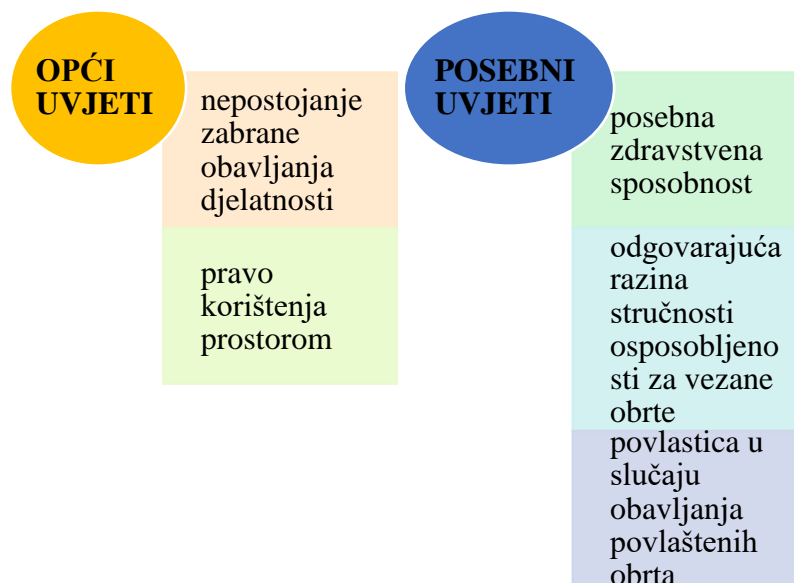 OPĆI
UVJETI
nepostojanje
zabrane
obavljanja
djelatnosti
pravo
korištenja
prostorom
POSEBNI
UVJETI
posebna
zdravstvena
sposobnost
odgovarajuća
razina
stručnosti
osposobljeno
sti za vezane
obrte
povlastica u
slučaju
obavljanja
povlaštenih
obrta